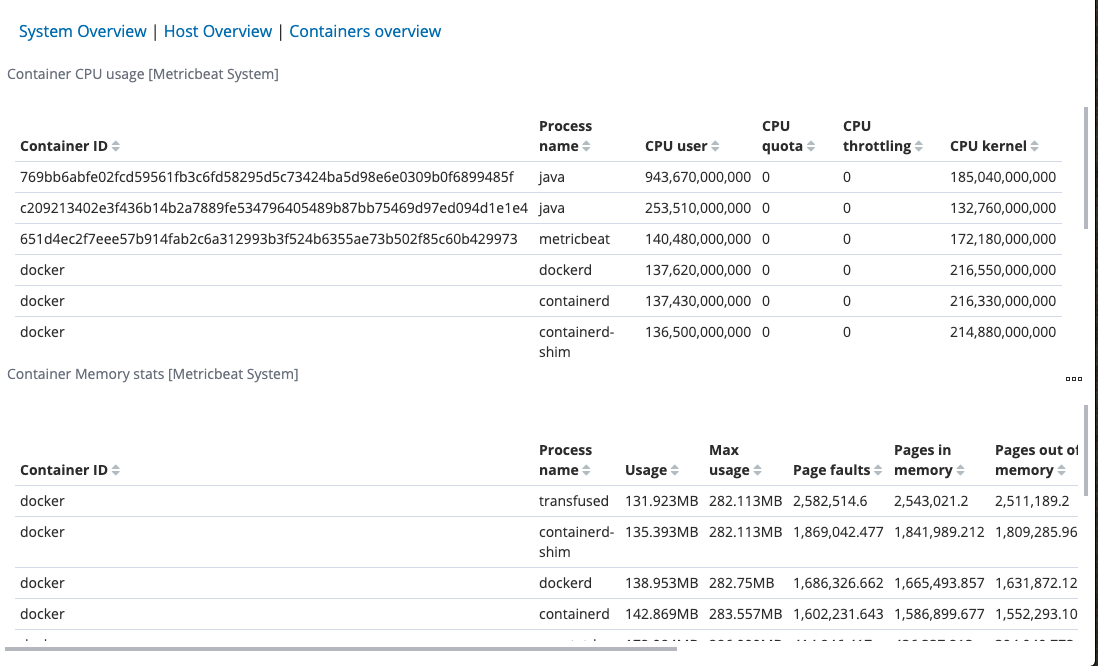 System Overview | Host Overview | Containers overview
Container CPU usage [Metricbeat System]
Container ID Process name CPU user CPU quota CPU throttling CPU kernel
769bb6abfe02fcd59561fb3c6fd58295d5c73424ba5d98e6e0309b0f6899485f java 943,670,000,000 0 0 185,040,000,000
c209213402e3f436b14b2a7889fe534796405489b87bb75469d97ed094d1e1e4 java 253,510,000,000 0 0 132,760,000,000
651d4ec2f7eee57b914fab2c6a312993b3f524b6355ae73b502f85c60b429973 metricbeat 140,480,000,000 0 0 172,180,000,000
docker dockerd 137,620,000,000 0 0 216,550,000,000
docker containerd 137,430,000,000 0 0 216,330,000,000
docker containerd-shim 136,500,000,000 0 0 214,880,000,000
Container Memory stats [Metricbeat System]
Container ID Process name Usage Max usage Page faults Pages in memory Pages out of memory
docker transfused 131.923MB 282.113MB 2,582,514.6 2,543,021.2 2,511,189.2
docker containerd-shim 135.393MB 282.113MB 1,869,042.477 1,841,989.212 1,809,285.96
docker dockerd 138.953MB 282.75MB 1,686,326.662 1,665,493.857 1,631,872.12
docker containerd 142.869MB 283.557MB 1,602,231.643 1,586,899.677 1,552,293.10